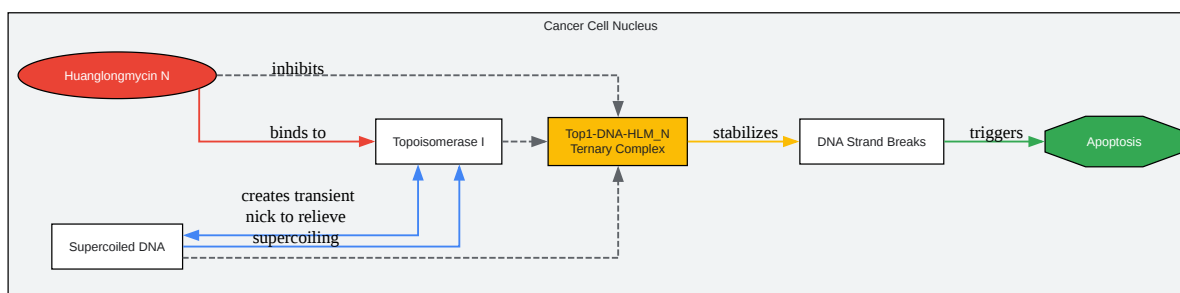 Cancer Cell Nucleus
Huanglongmycin N
inhibits
binds to
Topoisomerase I
Top1-DNA-HLM_N
Ternary Complex
stabilizes
DNA Strand Breaks
triggers
Apoptosis
creates transient
nick to relieve
supercoiling
Supercoiled DNA